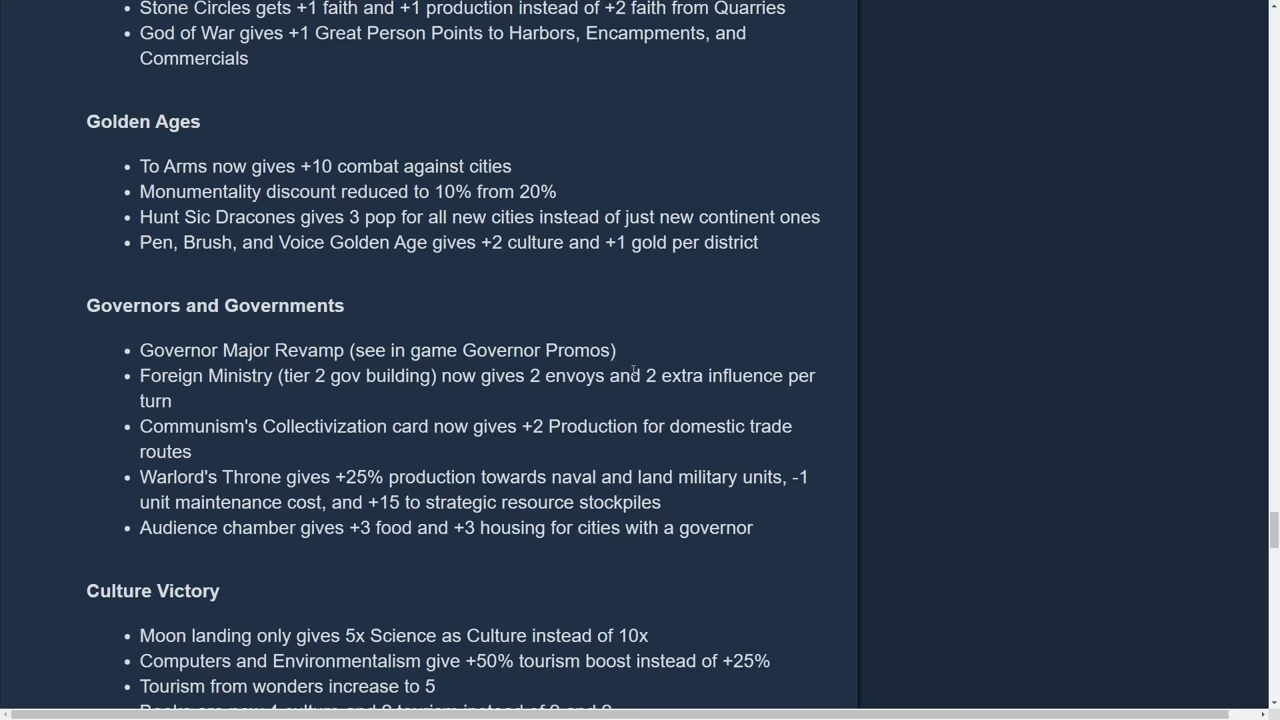 • Stone Circles gets +1 faith and +1 production instead of +2 faith from Quarries
• God of War gives +1 Great Person Points to Harbors, Encampments, and
Commercials
Golden Ages
• To Arms now gives +10 combat against cities
• Monumentality discount reduced to 10% from 20%
• Hunt Sic Dracones gives 3 pop for all new cities instead of just new continent ones
• Pen, Brush, and Voice Golden Age gives +2 culture and +1 gold per district
Governors and Governments
• Governor Major Revamp (see in game Governor Promos)
• Foreign Ministry (tier 2 gov building) now gives 2 envoys and 2 extra influence per
turn
• Communism's Collectivization card now gives +2 Production for domestic trade
routes
• Warlord's Throne gives +25% production towards naval and land military units, -1
unit maintenance cost, and +15 to strategic resource stockpiles
• Audience chamber gives +3 food and +3 housing for cities with a governor
Culture Victory
• Moon landing only gives 5x Science as Culture instead of 10x
• Computers and Environmentalism give +50% tourism boost instead of +25%
• Tourism from wonders increase to 5